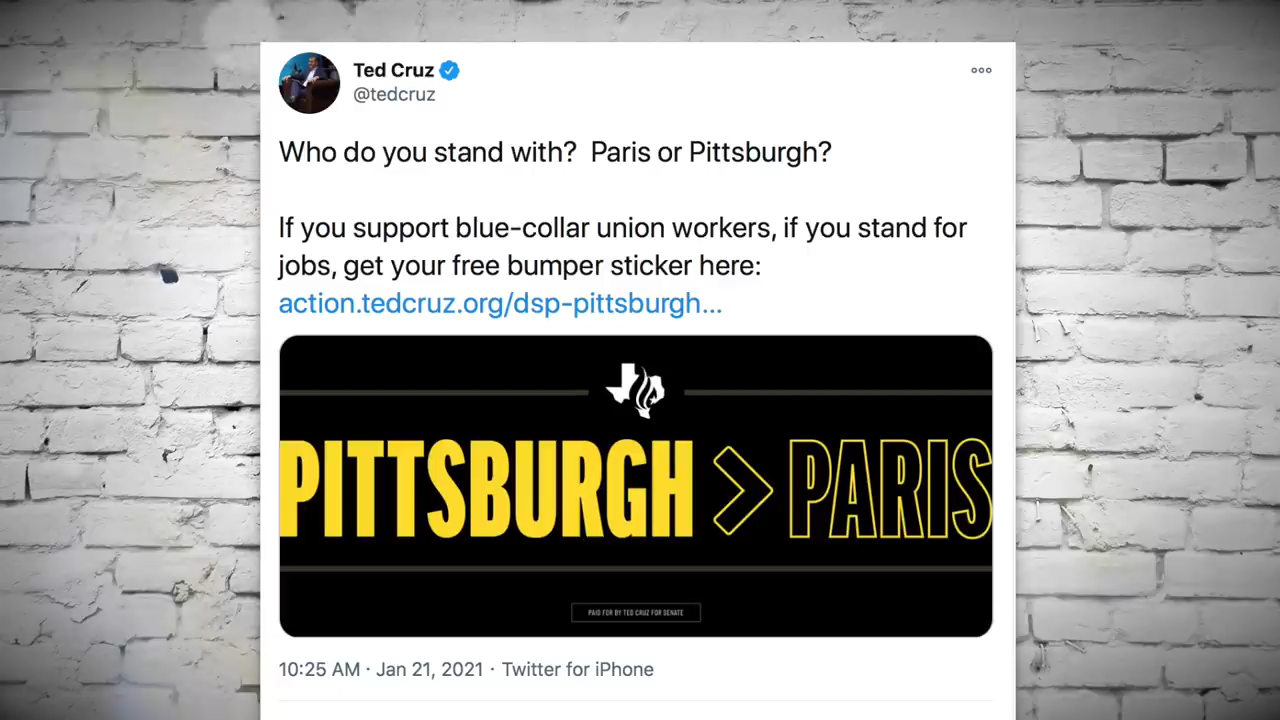 Ted Cruz
@tedcruz
Who do you stand with?  Paris or Pittsburgh?
If you support blue-collar union workers, if you stand for
jobs, get your free bumper sticker here:
action.tedcruz.org/dsp-pittsburgh...
PITTSBURGH > PARIS
PAID FOR BY TED CRUZ FOR SENATE
10:25 AM · Jan 21, 2021 · Twitter for iPhone